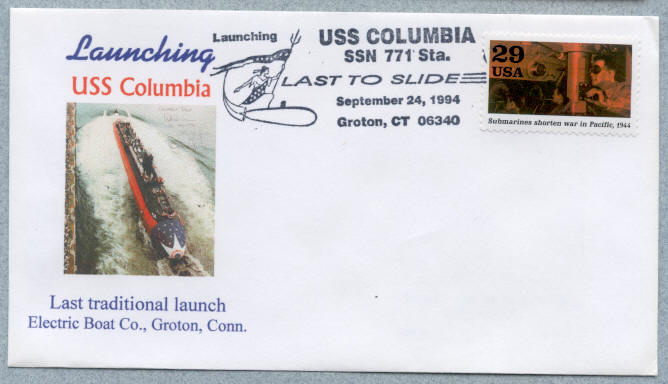 Launching
USS Columbia
Last traditional launch
Electric Boat Co., Groton, Conn.
Launching
USS COLUMBIA
SSN 771 Sta.
LAST TO SLIDE
September 24, 1994
Groton, CT 06340
29
USA
Submarines shorten war in Pacific, 1944